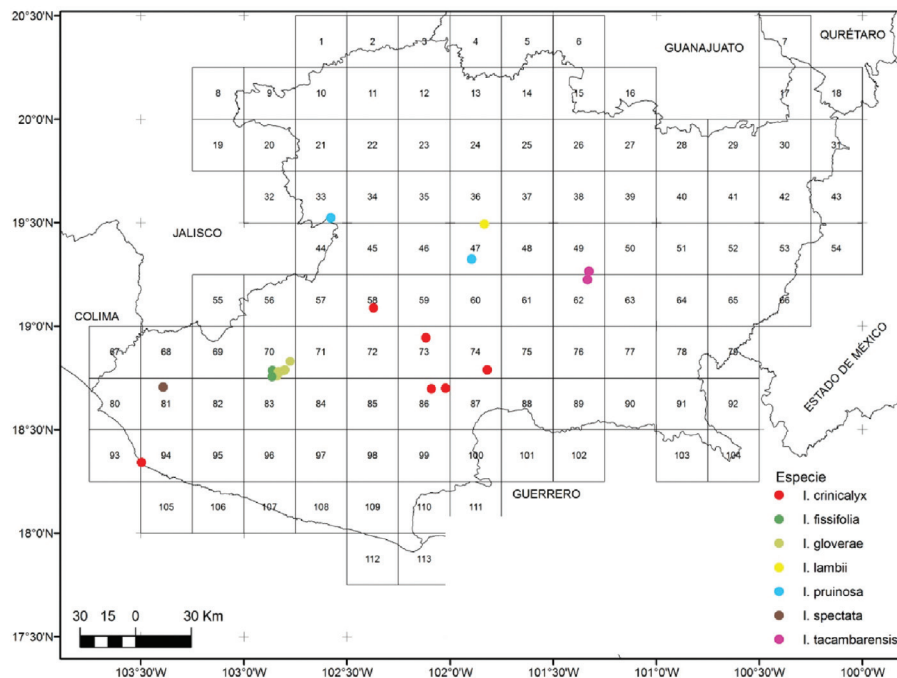 20°30'N
1 2 3 4 5 6 7
GUANAJUATO
QURÉTARO
8 9 10 11 12 13 14 15 16 17 18
20°0'N
19 20 21 22 23 24 25 26 27 28 29 30 31
32 33 34 35 36 37 38 39 40 41 42 43
19°30'N
JALISCO
44 45 46 47 48 49 50 51 52 53 54
55 56 57 58 59 60 61 62 63 64 65 66
19°0'N
COLIMA
67 68 69 70 71 72 73 74 75 76 77 78 79
ESTADO DE MÉXICO
80 81 82 83 84 85 86 87 88 89 90 91 92
18°30'N
93 94 95 96 97 98 99 100 101 102 103 104
GUERRERO
105 106 107 108 109 110 111
18°0'N
112 113
17°30'N
Especie
I. crinicalyx
I. fissifolia
I. gloverae
I. lambii
I. pruinosa
I. spectata
I. tacambarensis
30 15 0 30 Km
103°30'W 103°0'W 102°30'W 102°0'W 101°30'W 101°0'W 100°30'W 100°0'W